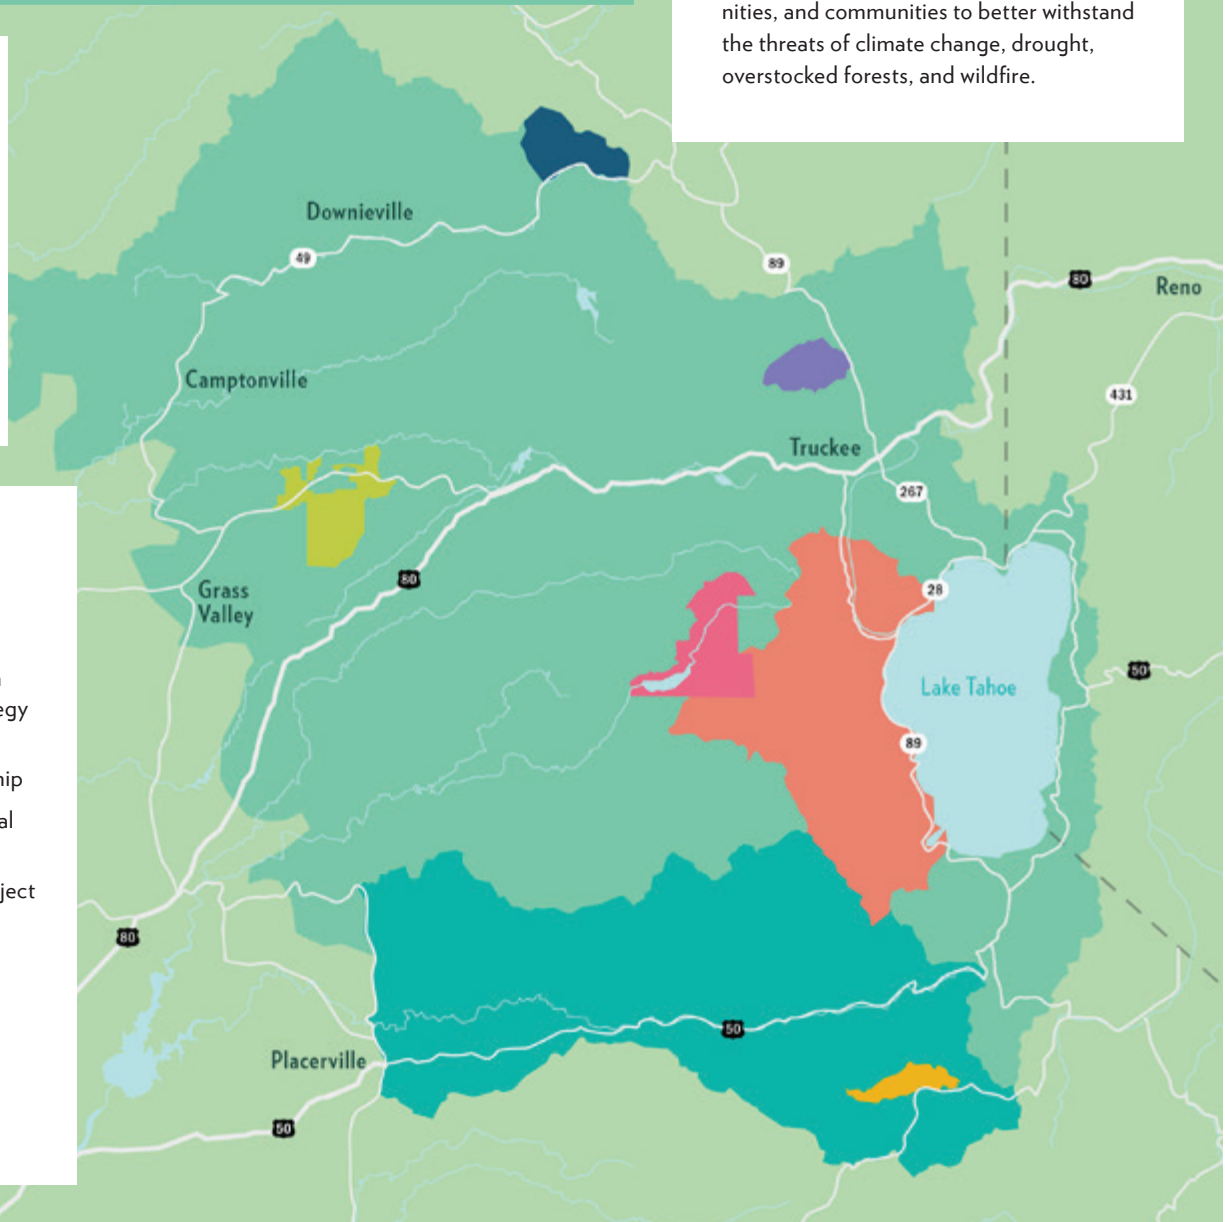 nities, and communities to better withstand
the threats of climate change, drought,
overstocked forests, and wildfire.
Downieville
49
89
80
Reno
Camptonville
431
Truckee
267
80
Grass
Valley
28
50
Lake Tahoe
egy
89
hip
al
ject
80
50
Placerville
50